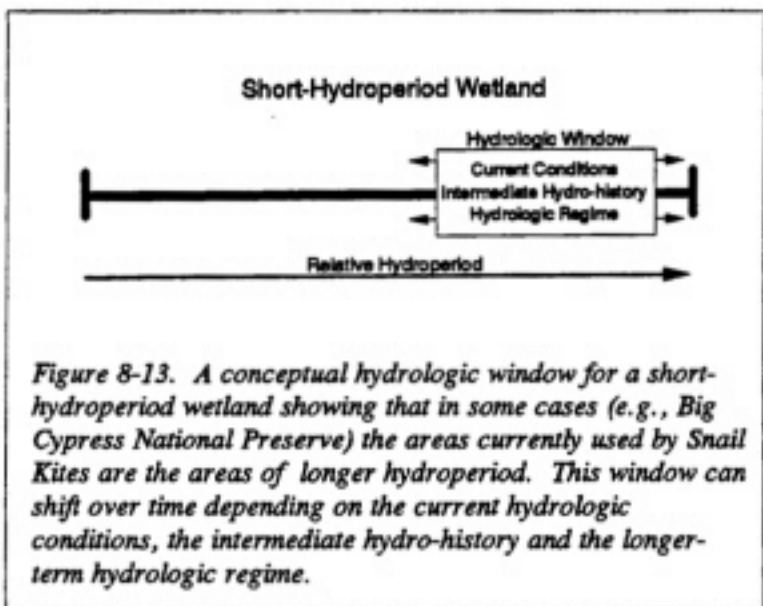 Short-Hydroperiod Wetland
Hydrologic Window
Current Conditions
Intermediate Hydro-history
Hydrologic Regime
Relative Hydroperiod
Figure 8-13. A conceptual hydrologic window for a short-
hydroperiod wetland showing that in some cases (e.g., Big
Cypress National Preserve) the areas currently used by Snail
Kites are the areas of longer hydroperiod. This window can
shift over time depending on the current hydrologic
conditions, the intermediate hydro-history and the longer-
term hydrologic regime.